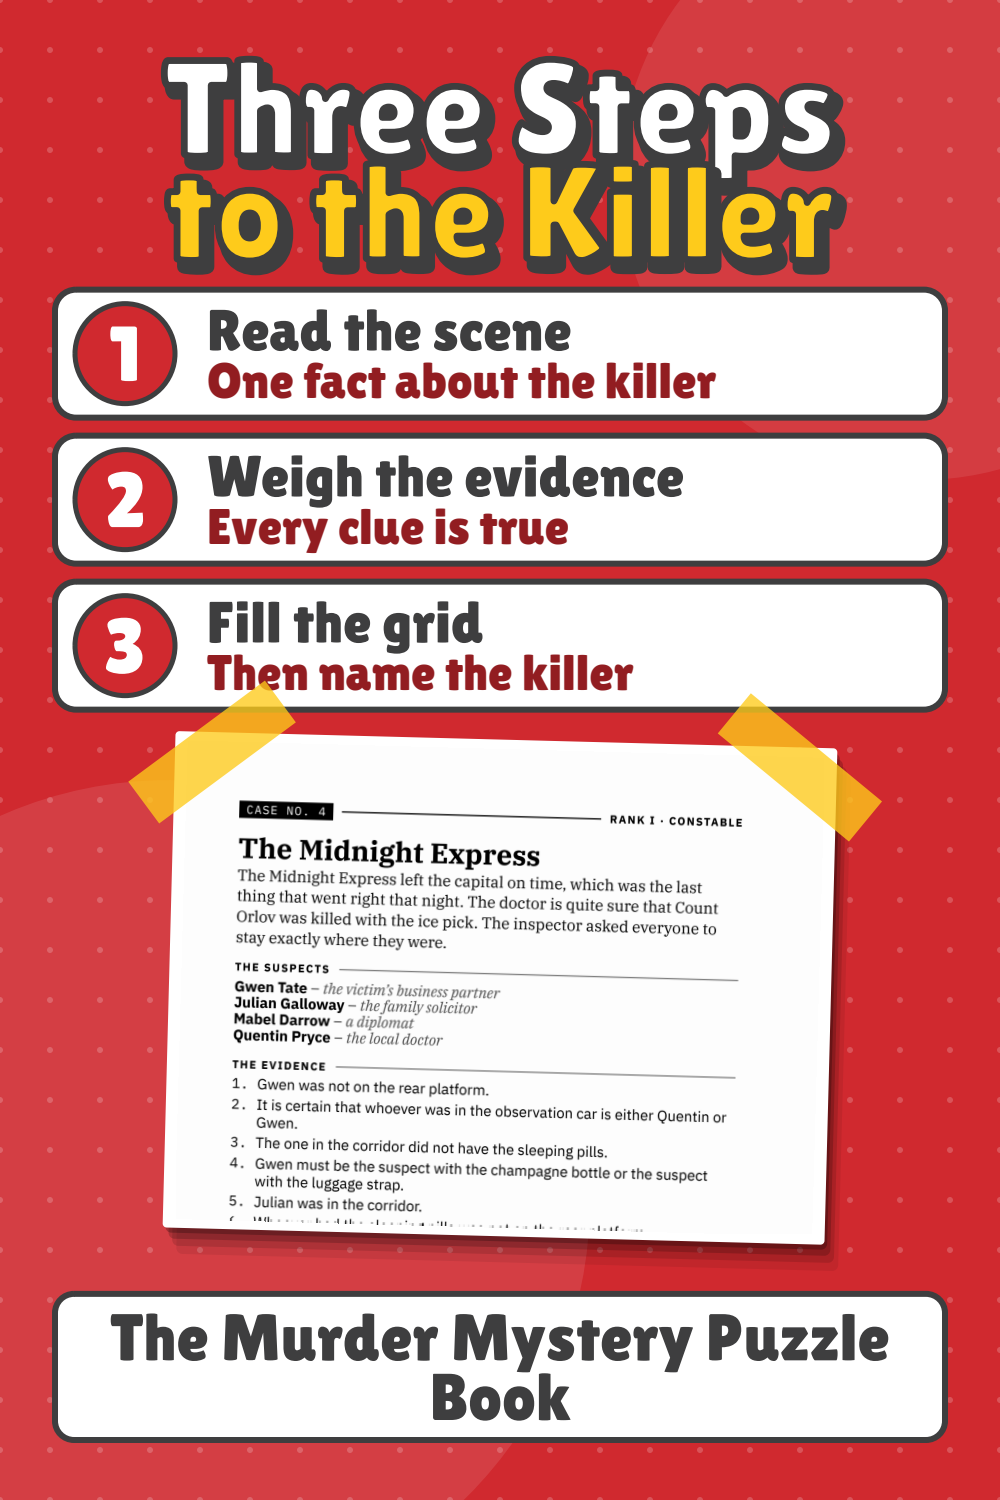 Three Steps
to the Killer
1
Read the scene
One fact about the killer
2
Weigh the evidence
Every clue is true
3
Fill the grid
Then name the killer
CASE NO. 4
RANK I · CONSTABLE
The Midnight Express
The Midnight Express left the capital on time, which was the last
thing that went right that night. The doctor is quite sure that Count
Orlov was killed with the ice pick. The inspector asked everyone to
stay exactly where they were.
THE SUSPECTS
Gwen Tate – the victim's business partner
Julian Galloway – the family solicitor
Mabel Darrow – a diplomat
Quentin Pryce – the local doctor
THE EVIDENCE
1. Gwen was not on the rear platform.
2. It is certain that whoever was in the observation car is either Quentin or
Gwen.
3. The one in the corridor did not have the sleeping pills.
4. Gwen must be the suspect with the champagne bottle or the suspect
with the luggage strap.
5. Julian was in the corridor.
The Murder Mystery Puzzle
Book